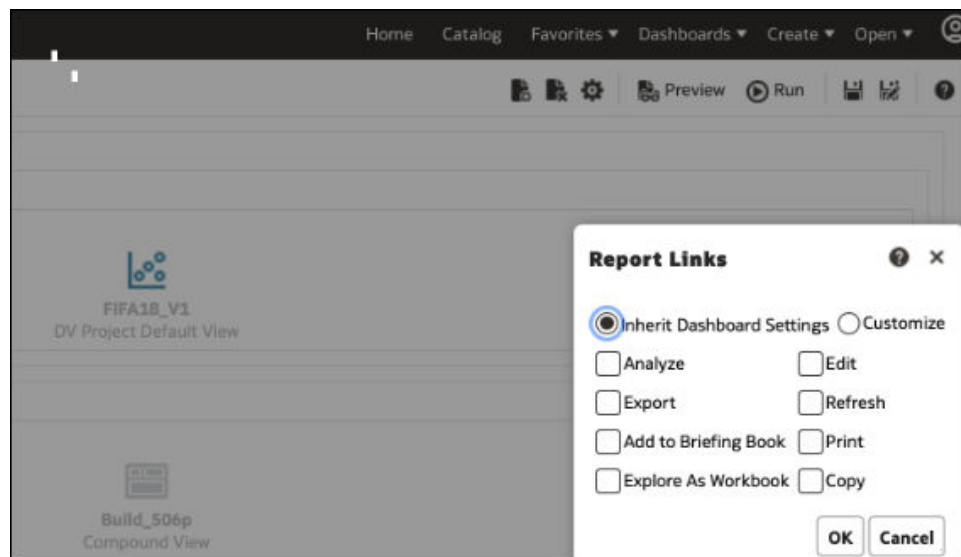 Home Catalog Favorites Dashboards Create Open
Preview Run
Report Links
FIFA18_V1
DV Project Default View
Inherit Dashboard Settings Customize
Analyze Edit
Export Refresh
Add to Briefing Book Print
Explore As Workbook Copy
Build_506p
Compound View
OK Cancel